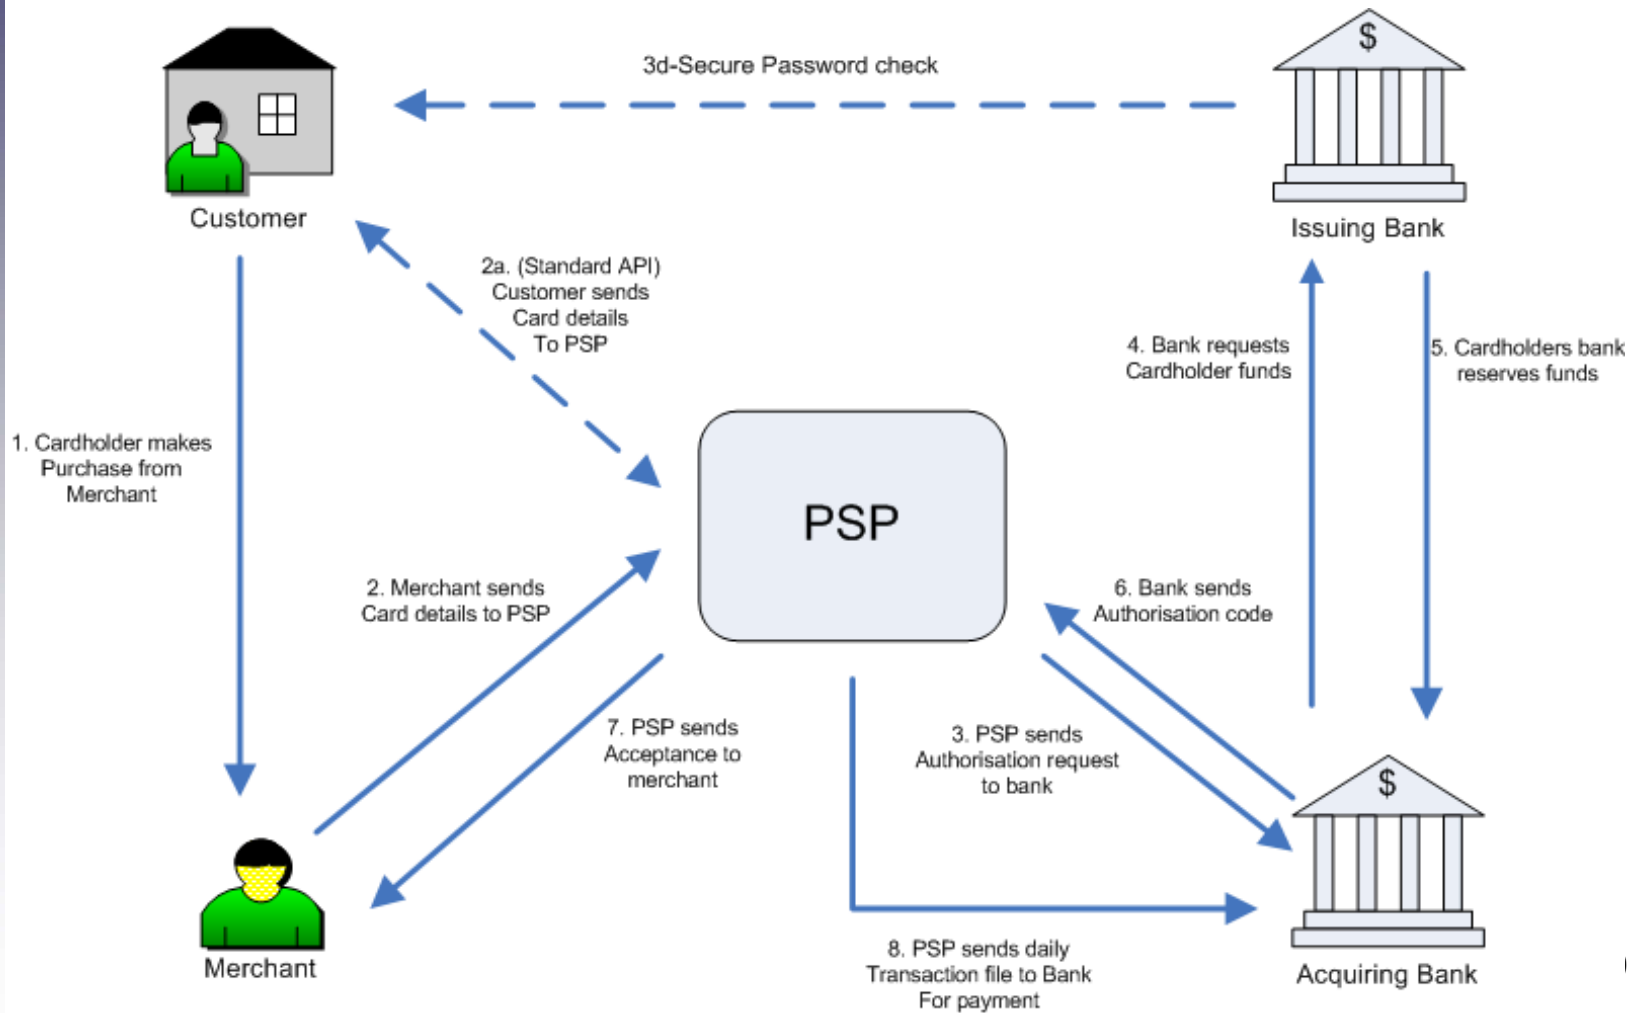 3d-Secure Password check
$
Customer
Issuing Bank
2a. (Standard API)
Customer sends
Card details
To PSP
4. Bank requests
Cardholder funds
5. Cardholders bank
reserves funds
1. Cardholder makes
Purchase from
Merchant
PSP
2. Merchant sends
Card details to PSP
6. Bank sends
Authorisation code
7. PSP sends
Acceptance to
merchant
3. PSP sends
Authorisation request
to bank
$
8. PSP sends daily
Transaction file to Bank
For payment
Merchant
Acquiring Bank